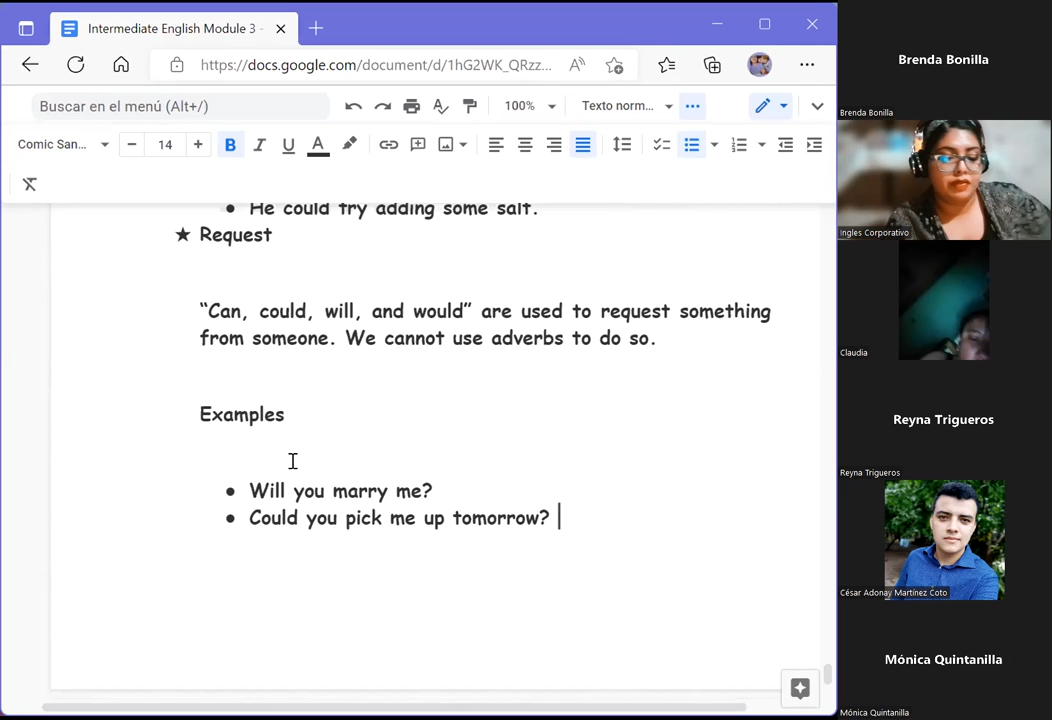 Intermediate English Module 3 -
https://docs.google.com/document/d/1hG2WK_QRzz...
Buscar en el menú (Alt+/)
100%
Texto norm...
Comic San...
14
B
I
U
A
He could try adding some salt.
★ Request
“Can, could, will, and would” are used to request something
from someone. We cannot use adverbs to do so.
Examples
Will you marry me?
Could you pick me up tomorrow?
Brenda Bonilla
Brenda Bonilla
Ingles Corporativo
Claudia
Reyna Trigueros
Reyna Trigueros
César Adonay Martínez Coto
Mónica Quintanilla
Mónica Quintanilla